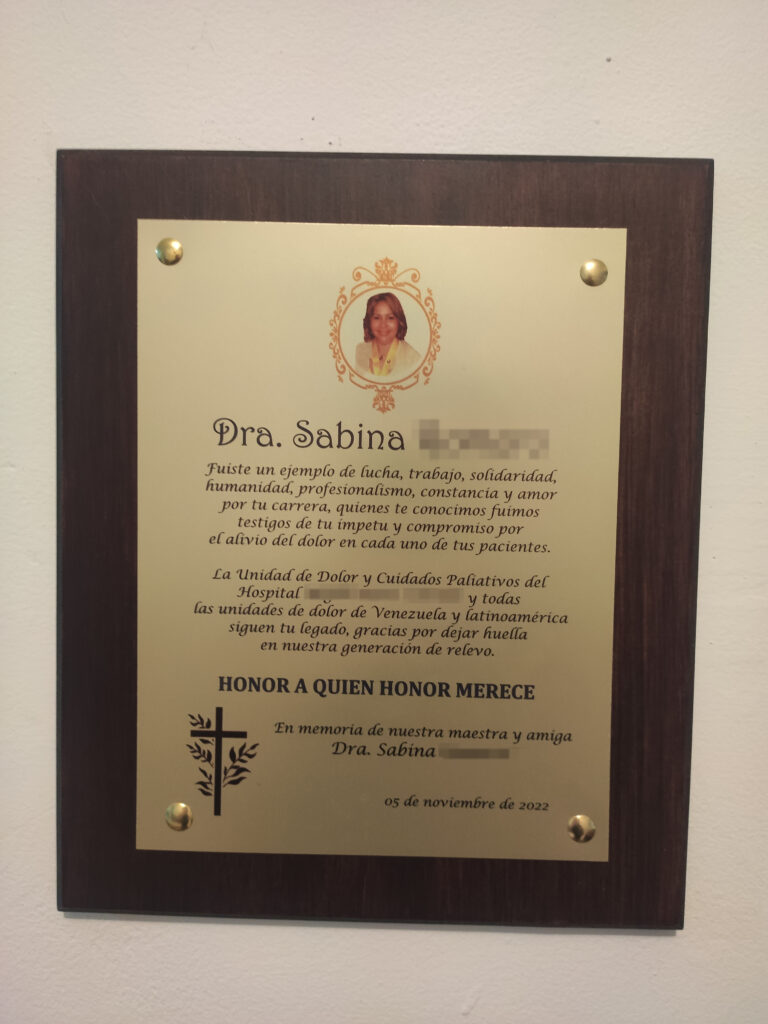 Dra. Sabina
Fuiste un ejemplo de lucha, trabajo, solidaridad,
humanidad, profesionalismo, constancia y amor
por tu carrera, quienes te conocimos fuimos
testigos de tu impetu y compromiso por
el alivio del dolor en cada uno de tus pacientes.
La Unidad de Dolor y Cuidados Paliativos del
Hospital y todas
las unidades de dolor de Venezuela y latinoamérica
siguen tu legado, gracias por dejar huella
en nuestra generación de relevo.
HONOR A QUIEN HONOR MERECE
En memoria de nuestra maestra y amiga
Dra. Sabina
05 de noviembre de 2022